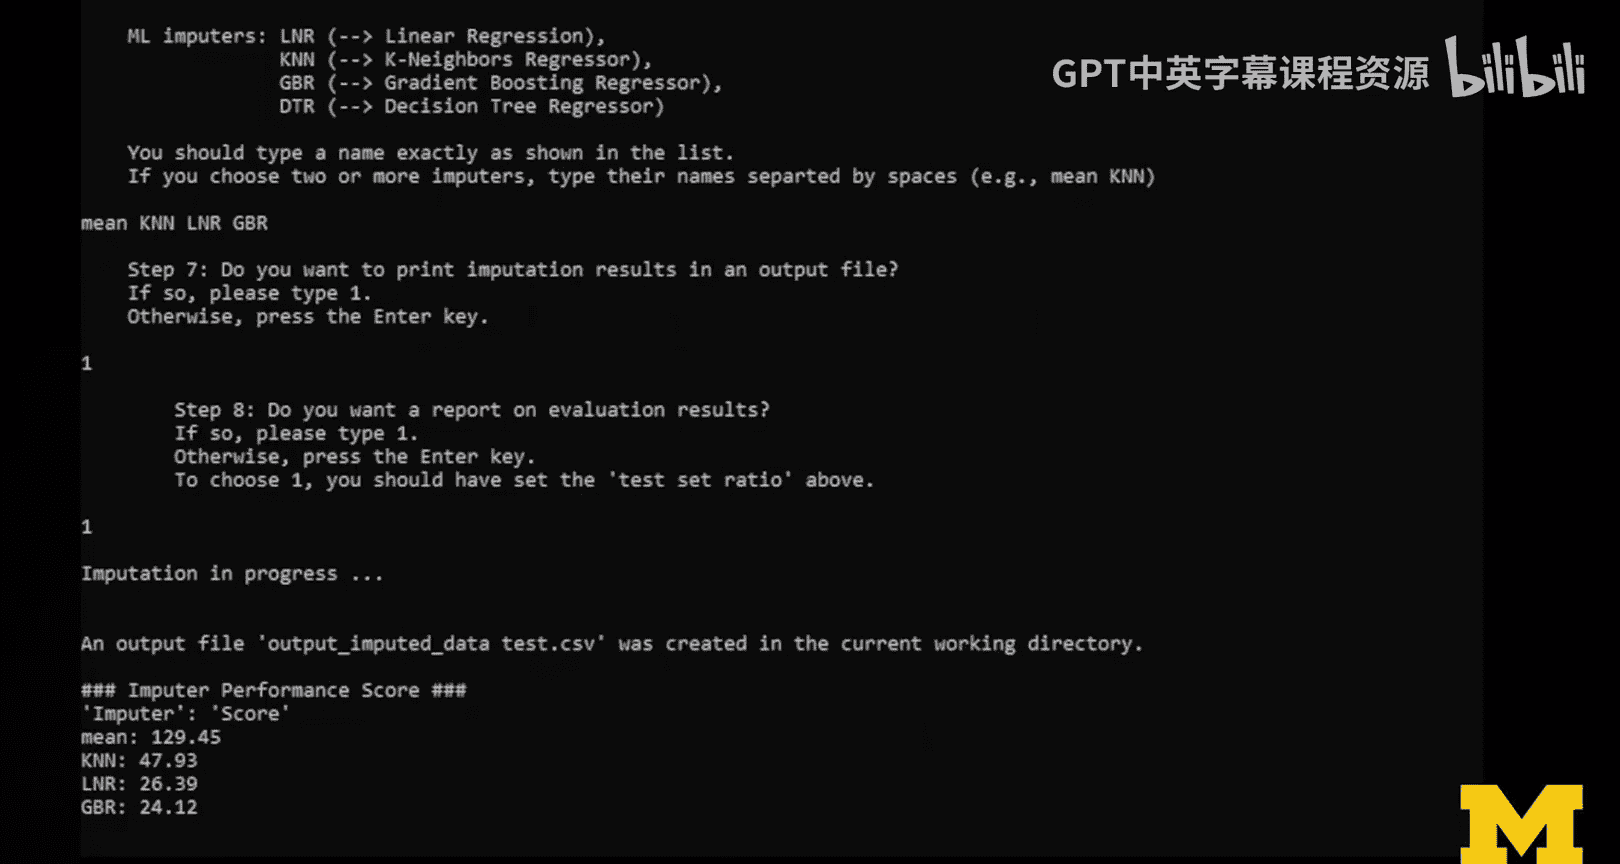 ML imputers: LNR (--> Linear Regression),
KNN (--> K-Neighbors Regressor),
GBR (--> Gradient Boosting Regressor),
DTR (--> Decision Tree Regressor)
GPT中英字幕课程资源 bilibili
You should type a name exactly as shown in the list.
If you choose two or more imputers, type their names separted by spaces (e.g., mean KNN)
mean KNN LNR GBR
Step 7: Do you want to print imputation results in an output file?
If so, please type 1.
Otherwise, press the Enter key.
1
Step 8: Do you want a report on evaluation results?
If so, please type 1.
Otherwise, press the Enter key.
To choose 1, you should have set the 'test set ratio' above.
1
Imputation in progress ...
An output file 'output_imputed_data test.csv' was created in the current working directory.
### Imputer Performance Score ###
'Imputer': 'Score'
mean: 129.45
KNN: 47.93
LNR: 26.39
GBR: 24.12
M